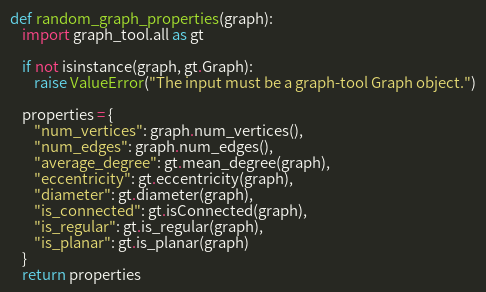 def random_graph_properties(graph):
    import graph_tool.all as gt
    if not isinstance(graph, gt.Graph):
        raise ValueError("The input must be a graph-tool Graph object.")
    properties = {
        "num_vertices": graph.num_vertices(),
        "num_edges": graph.num_edges(),
        "average_degree": gt.mean_degree(graph),
        "eccentricity": gt.eccentricity(graph),
        "diameter": gt.diameter(graph),
        "is_connected": gt.isConnected(graph),
        "is_regular": gt.is_regular(graph),
        "is_planar": gt.is_planar(graph)
    }
    return properties